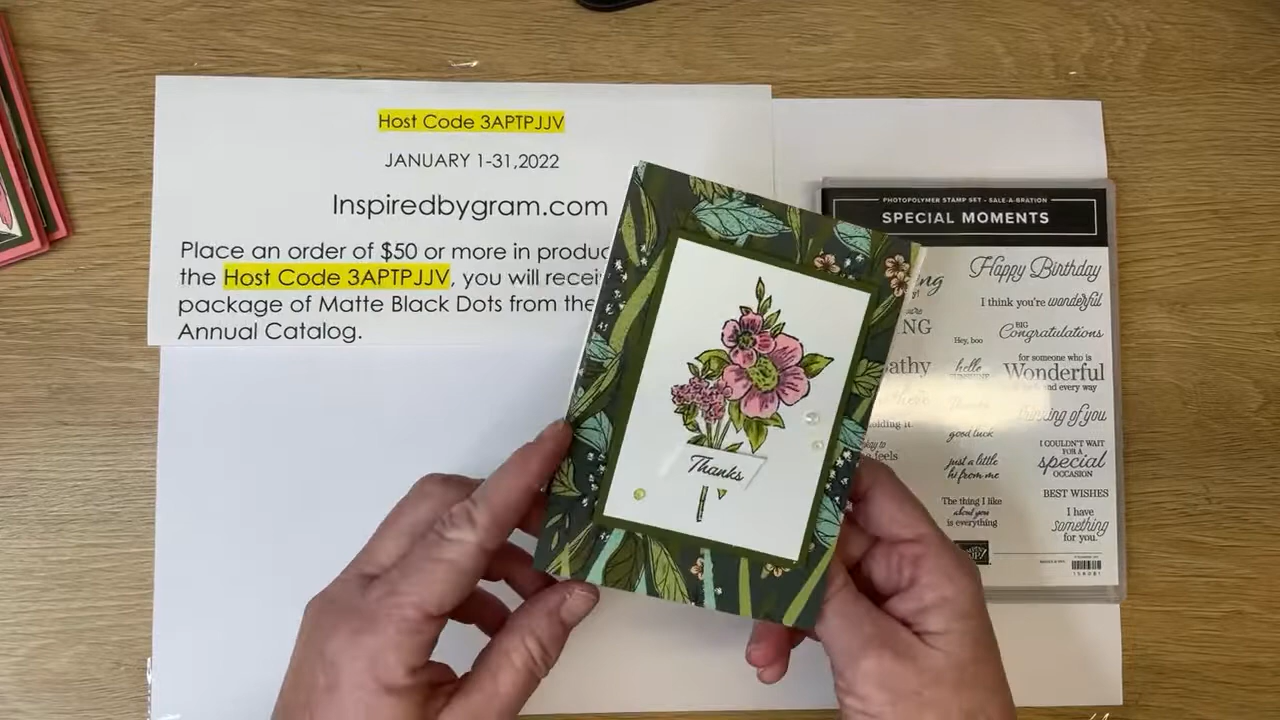 Host Code 3APTPJJV
JANUARY 1-31,2022
Inspiredbygram.com
Place an order of $50 or more in
the Host Code 3APTPJJV, you will
package of Matte Black Dots from the
Annual Catalog.
Thanks
PHOTOPOLYMER STAMP SET - SALE-A-BRATION
SPECIAL MOMENTS
Happy Birthday
I think you're wonderful
BIG
Congratulations
Hey, boo
hello
for someone who is
Wonderful
and every way
of you
good luck
feels
just a little
hi from me
I COULDN'T WAIT
FOR A
special
OCCASION
The thing I like
about you
is everything
BEST WISHES
I have
something
for you.